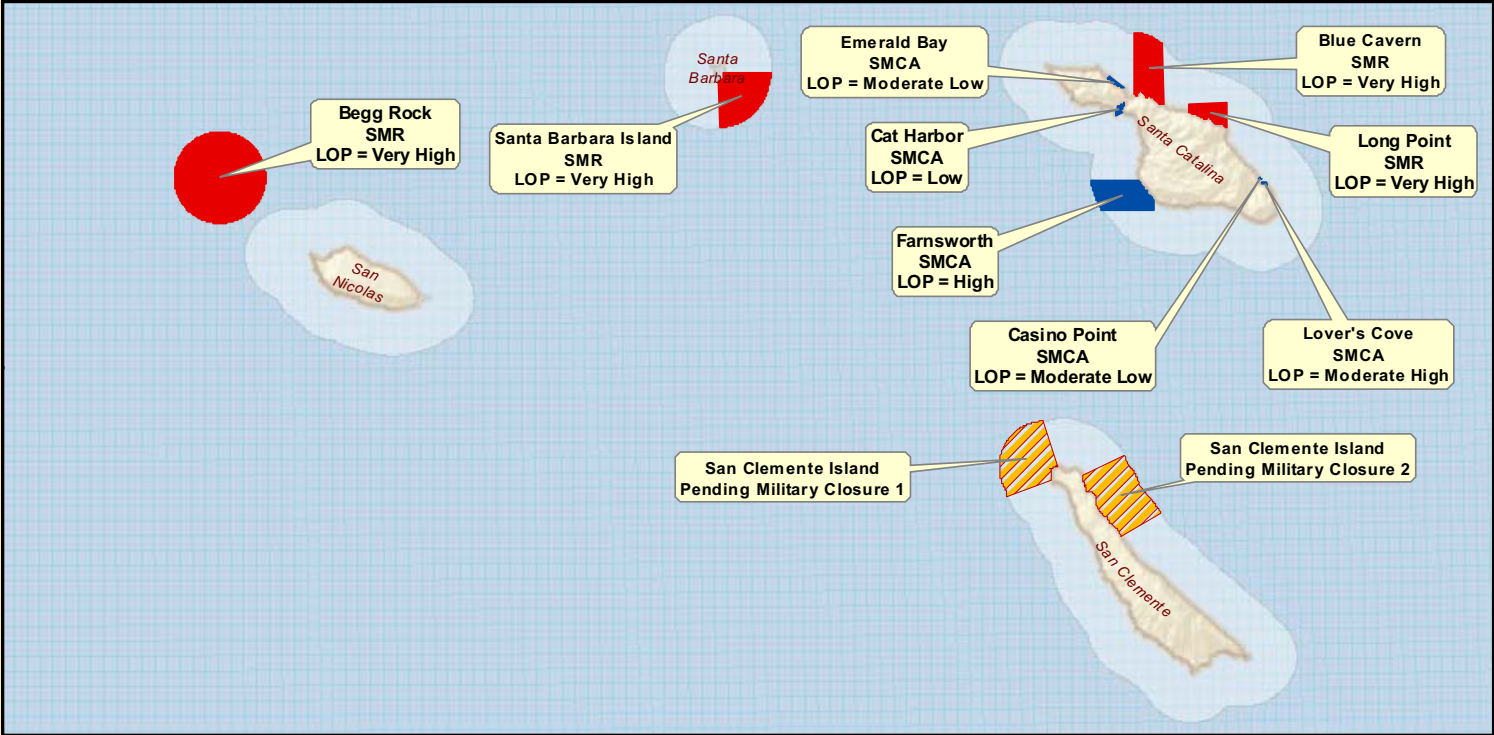 Santa
Barbara
Emerald Bay
SMCA
LOP = Moderate Low
Blue Cavern
SMR
LOP = Very High
Begg Rock
SMR
LOP = Very High
Santa Barbara Island
SMR
LOP = Very High
Cat Harbor
SMCA
LOP = Low
Santa Catalina
Long Point
SMR
LOP = Very High
Farnsworth
SMCA
LOP = High
San
Nicolas
Casino Point
SMCA
LOP = Moderate Low
Lover's Cove
SMCA
LOP = Moderate High
San Clemente Island
Pending Military Closure 1
San Clemente Island
Pending Military Closure 2
San Clemente